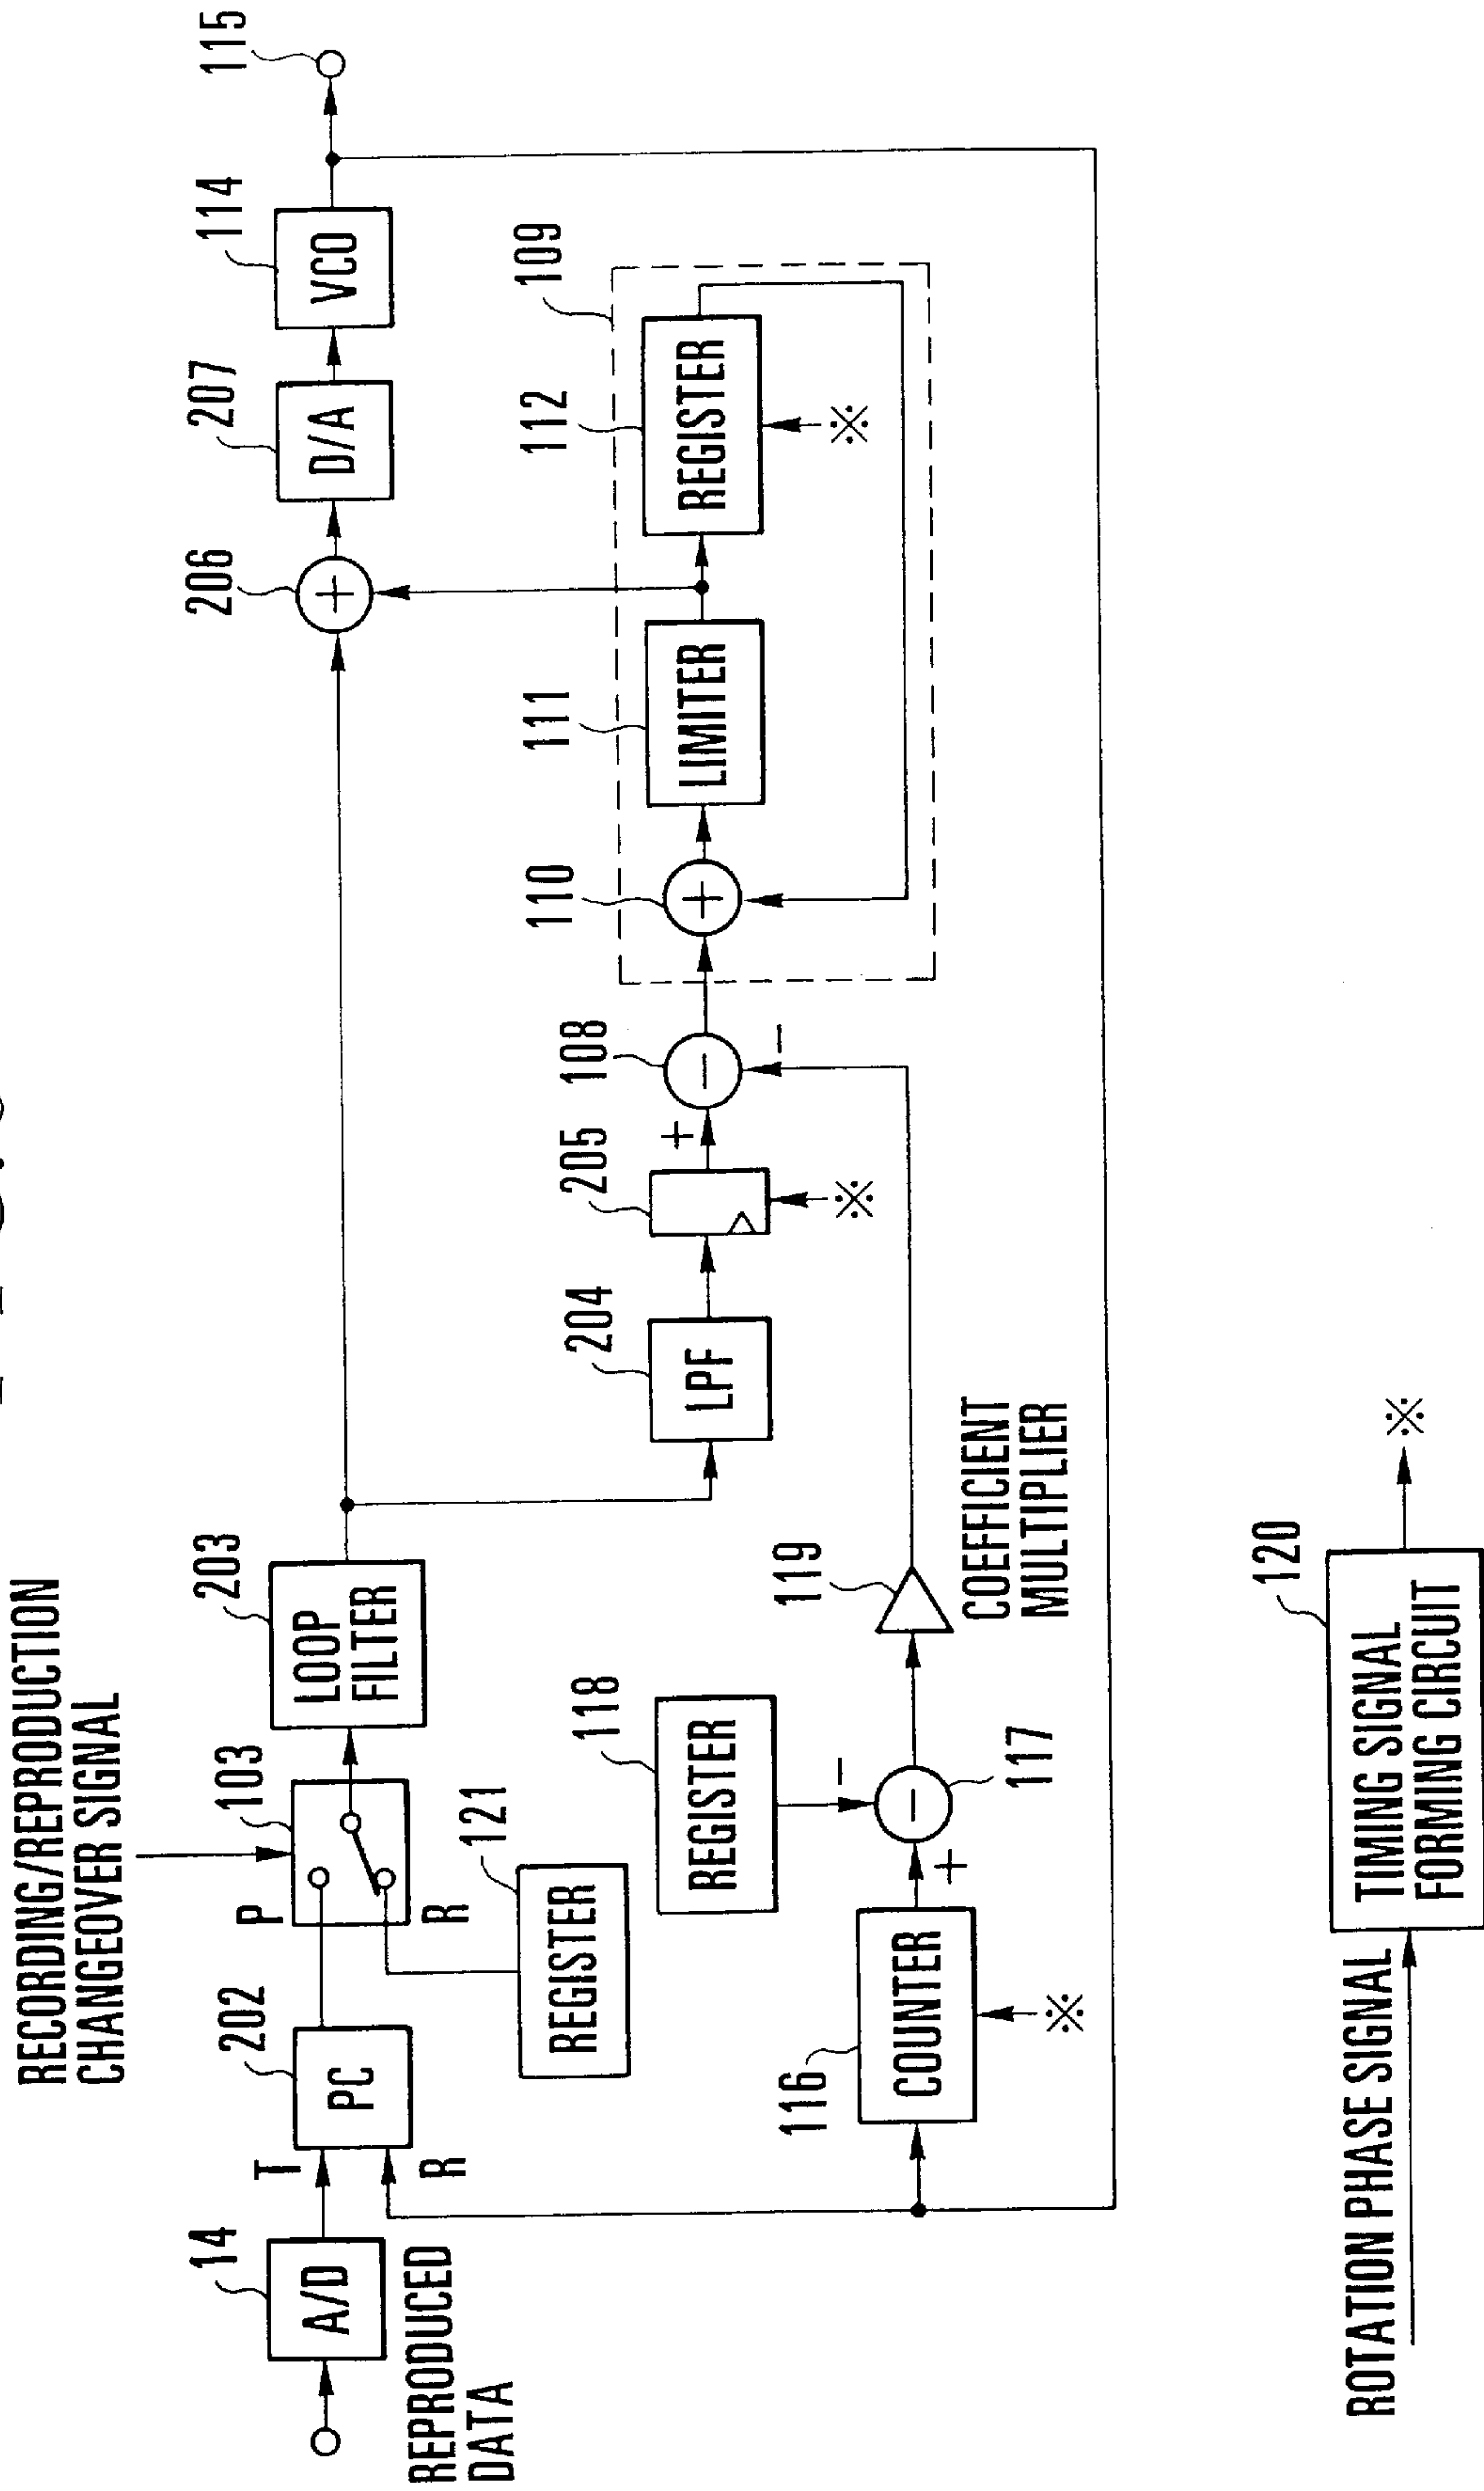 RECORDING/REPRODUCTION
CHANGEOVER SIGNAL
14
A/D
REPRODUCED
DATA
T
R
202
PC
P
R
103
121
REGISTER
203
LOOP
FILTER
206
+
207
D/A
114
VCO
115
204
LPF
205
※
+
108
−
−
109
110
+
111
LIMITER
112
REGISTER
※
116
COUNTER
※
+
117
−
−
118
REGISTER
119
COEFFICIENT
MULTIPLIER
ROTATION PHASE SIGNAL
120
TIMING SIGNAL
FORMING CIRCUIT
※